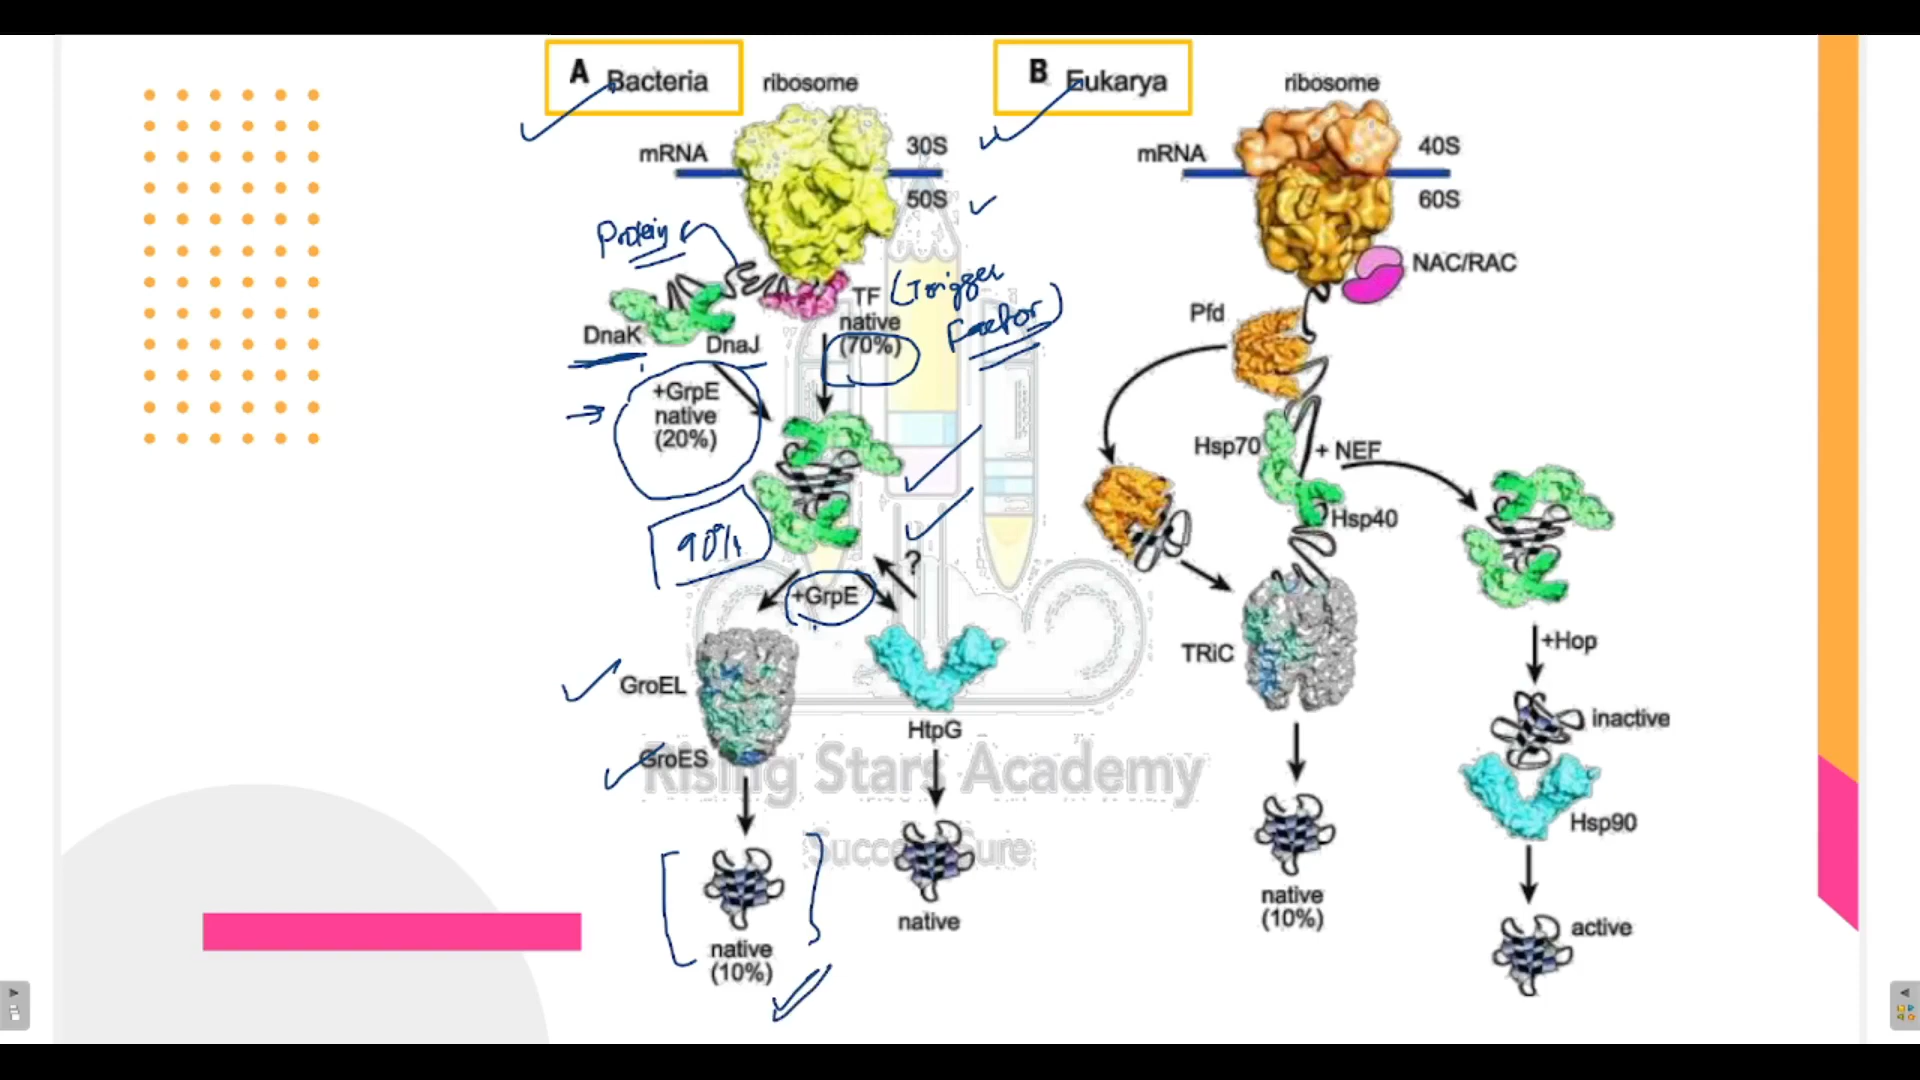 A Bacteria
ribosome
mRNA
30S
50S
Protein
TF (Trigger
Factor)
native
(70%)
DnaK
DnaJ
+GrpE
native
(20%)
90%
?
+GrpE
GroEL
GroES
HtpG
native
(10%)
native
B Eukarya
ribosome
mRNA
40S
60S
NAC/RAC
Pfd
Hsp70
+ NEF
Hsp40
TRiC
+Hop
inactive
Hsp90
native
(10%)
active
Rising Stars Academy
Success Sure